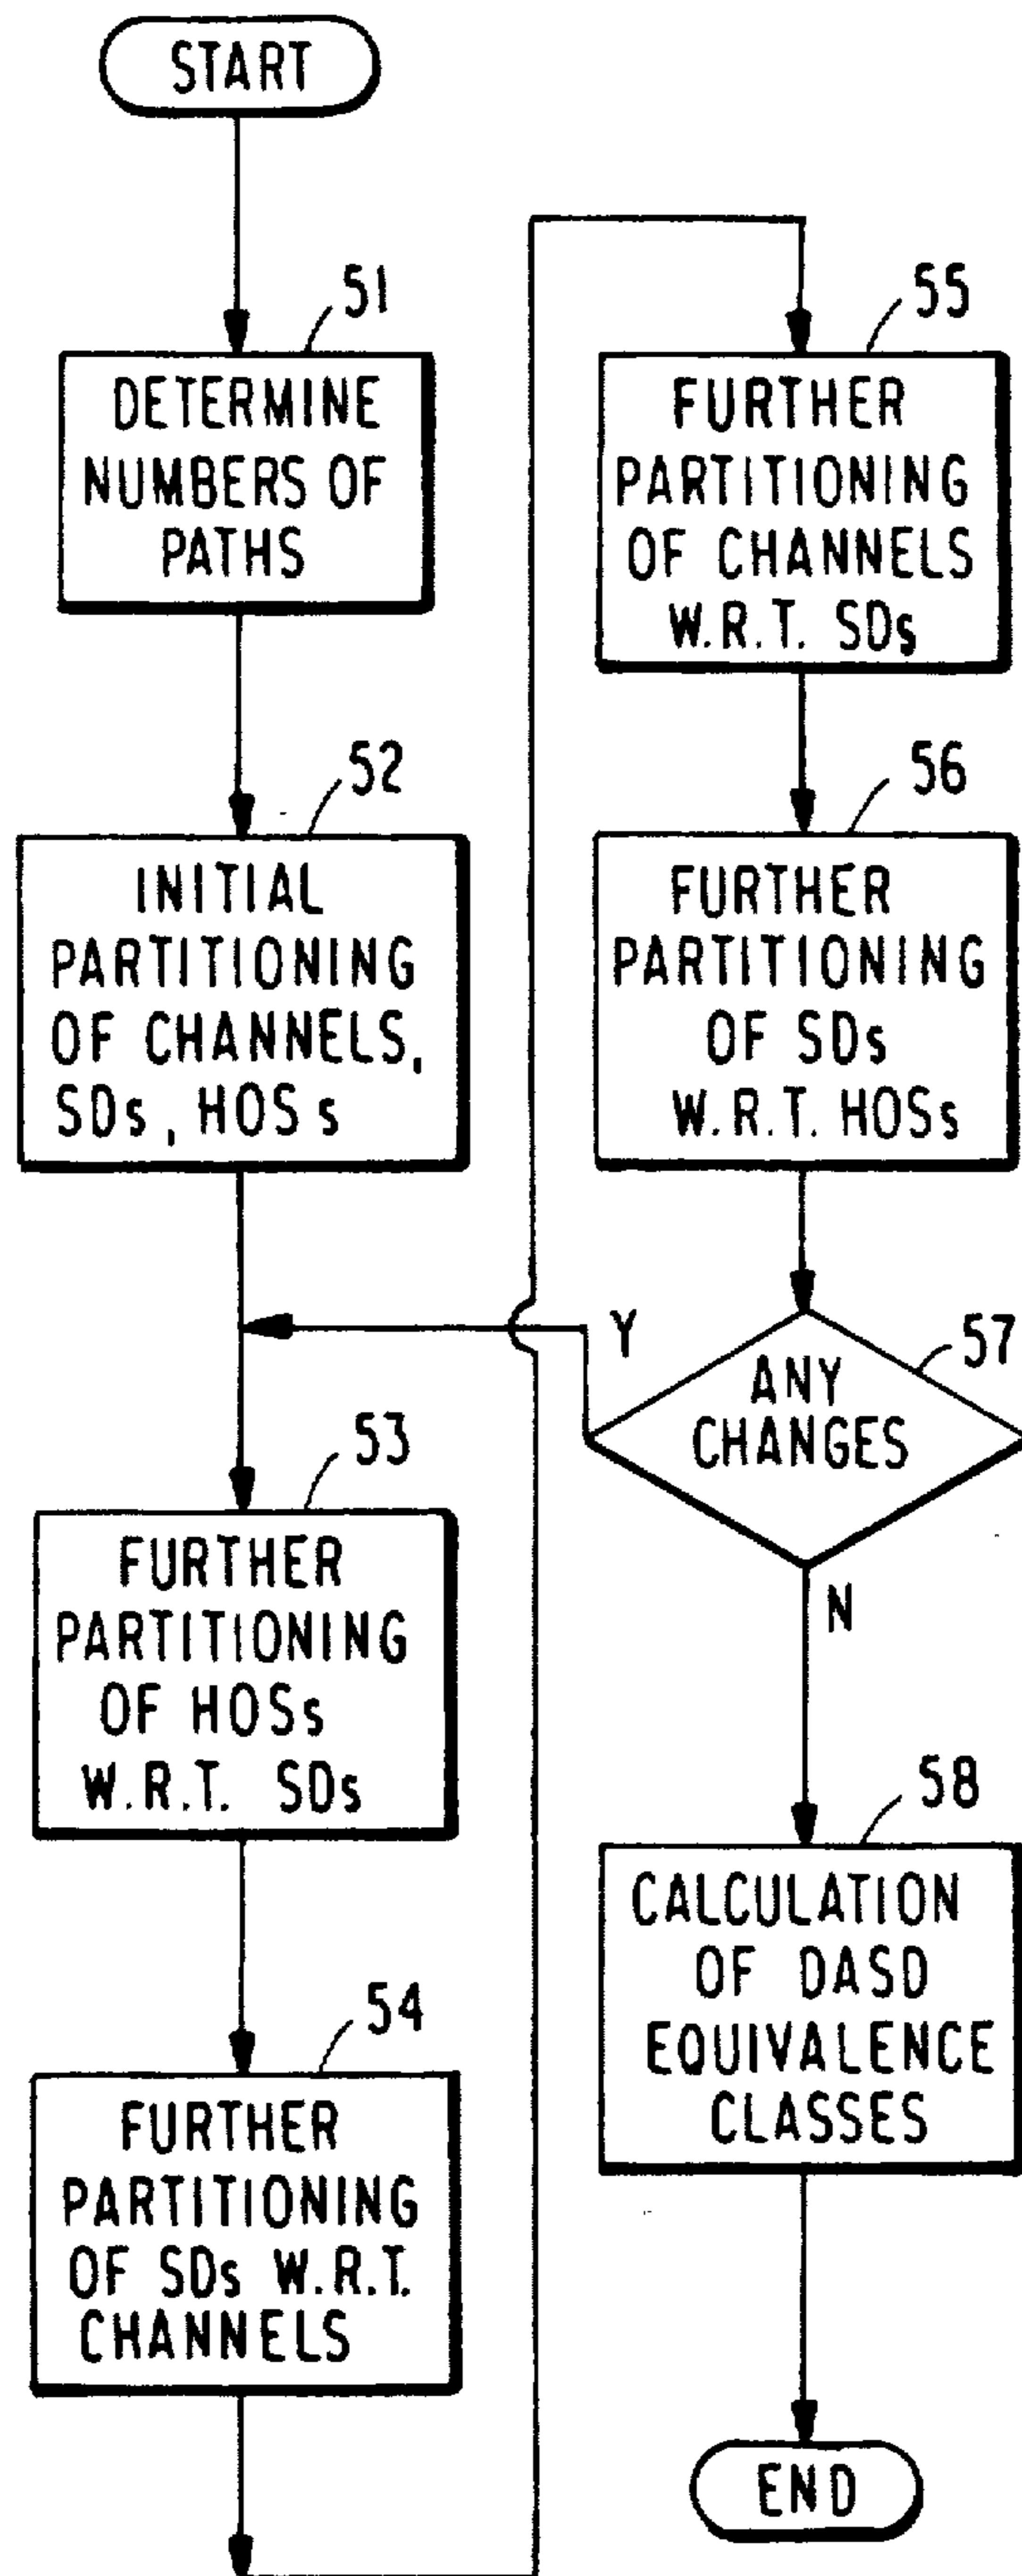 START
51
DETERMINE
NUMBERS OF
PATHS
52
INITIAL
PARTITIONING
OF CHANNELS,
SDs, HOSs
53
FURTHER
PARTITIONING
OF HOSs
W.R.T. SDs
54
FURTHER
PARTITIONING
OF SDs W.R.T.
CHANNELS
55
FURTHER
PARTITIONING
OF CHANNELS
W.R.T. SDs
56
FURTHER
PARTITIONING
OF SDs
W.R.T. HOSs
57
ANY
CHANGES
Y
N
58
CALCULATION
OF DASD
EQUIVALENCE
CLASSES
END